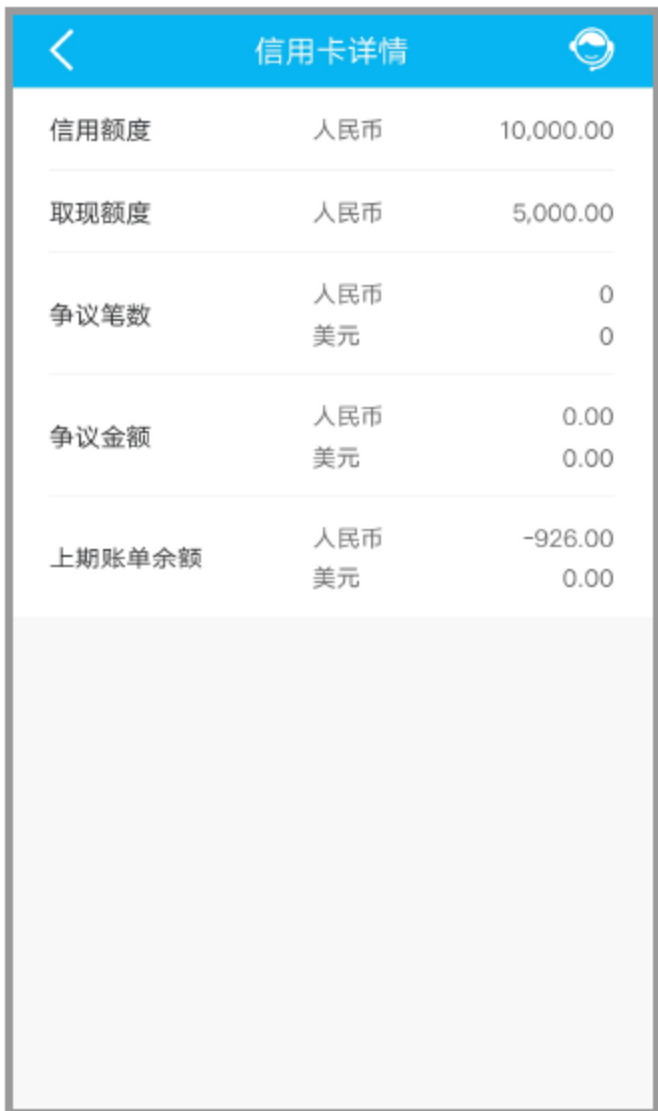 信用卡详情
信用额度 人民币 10,000.00
取现额度 人民币 5,000.00
争议笔数 人民币 0
美元 0
争议金额 人民币 0.00
美元 0.00
上期账单余额 人民币 -926.00
美元 0.00